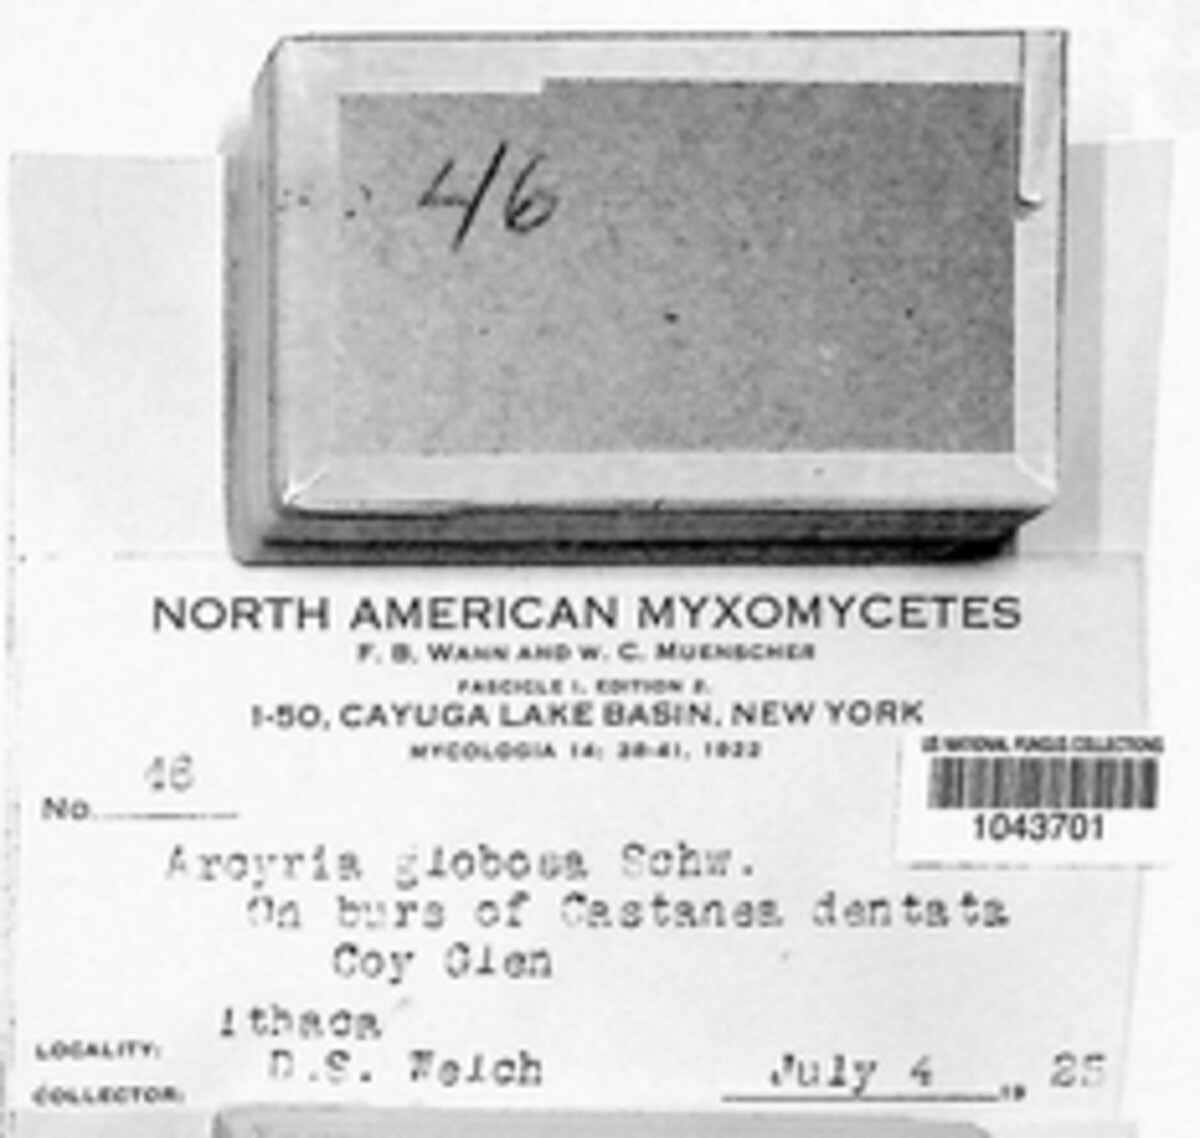 46
NORTH AMERICAN MYXOMYCETES
F. B. WANN AND W. C. MUENSCHER
FASCICLE 1. EDITION 2.
1-50, CAYUGA LAKE BASIN, NEW YORK
MYCOLOGIA 14: 38-41, 1922
US NATIONAL FUNGUS COLLECTIONS
1043701
No. 46
Arcyria globosa Schw.
On burs of Castanea dentata
Coy Glen
LOCALITY: Ithaca
COLLECTOR: D.S. Welch July 4 19 25